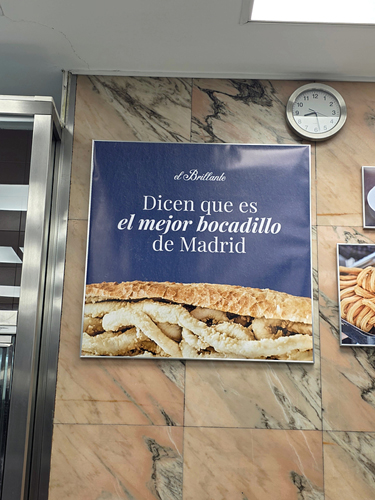 el Brillante
Dicen que es
el mejor bocadillo
de Madrid